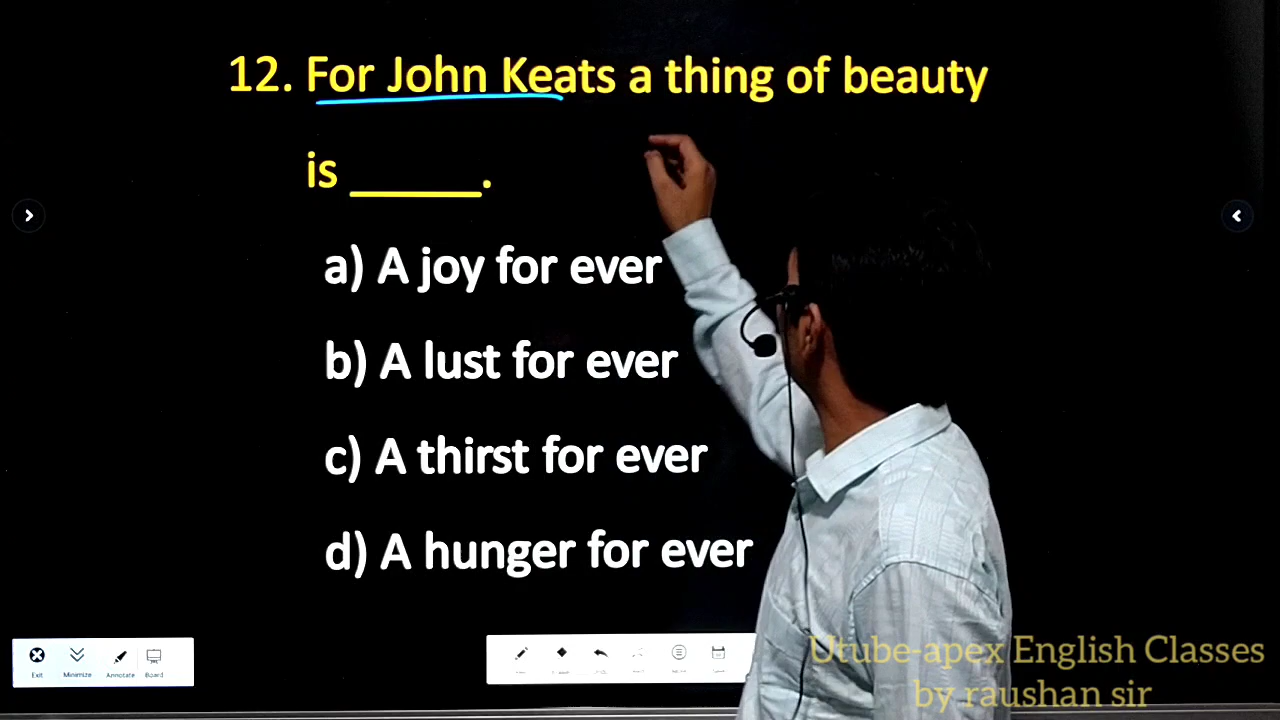 12. For John Keats a thing of beauty
is ______.
a) A joy for ever
b) A lust for ever
c) A thirst for ever
d) A hunger for ever
Exit Minimize Annotate Board
Utube-apex English Classes
by raushan sir